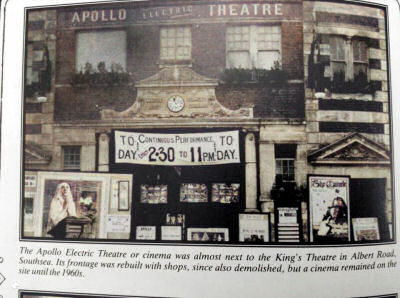 APOLLO ELECTRIC THEATRE
TO DAY CONTINUOUS PERFORMANCE TO DAY
2·30 TO 11 PM
The Apollo Electric Theatre or cinema was almost next to the King's Theatre in Albert Road,
Southsea. Its frontage was rebuilt with shops, since also demolished, but a cinema remained on the
site until the 1960s.